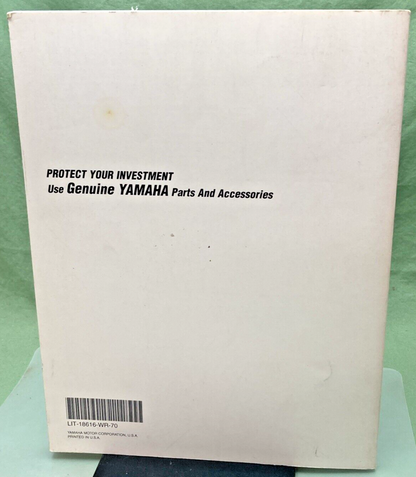 PROTECT YOUR INVESTMENT
Use Genuine YAMAHA Parts And Accessories
LIT-18616-WR-70
YAMAHA MOTOR CORPORATION, U.S.A.
PRINTED IN U.S.A.